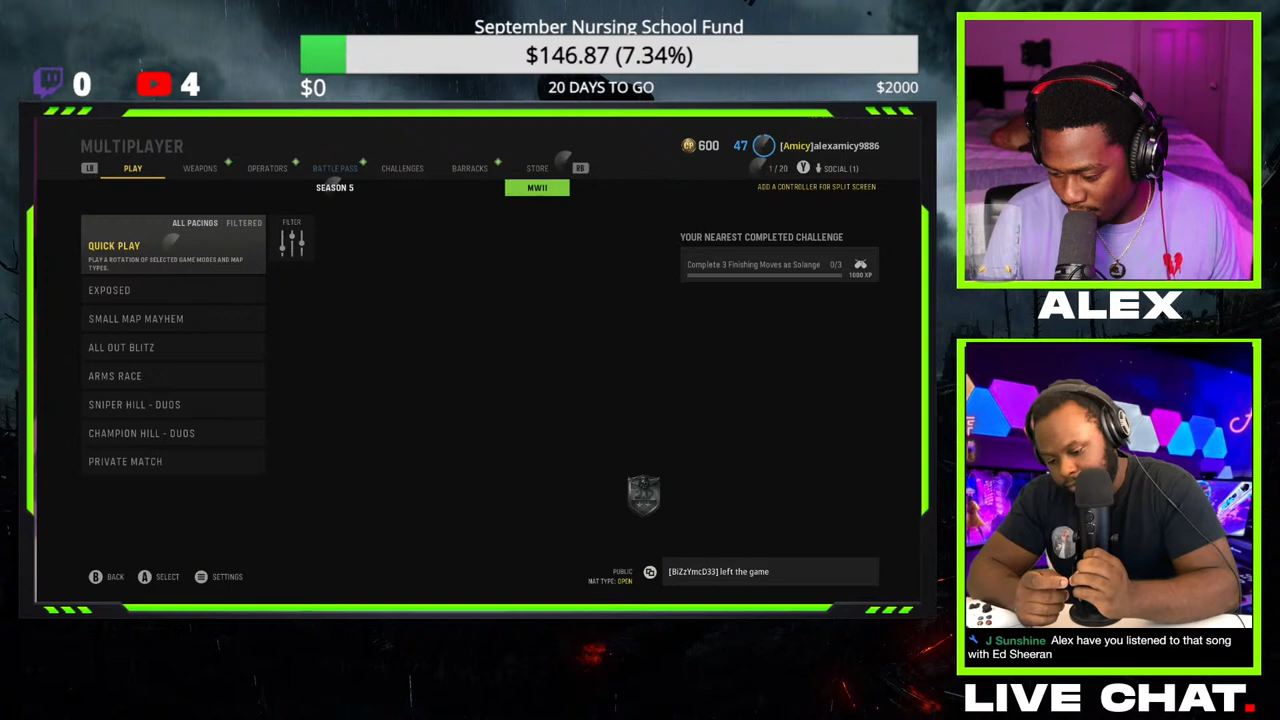 September Nursing School Fund
$146.87 (7.34%)
$0
20 DAYS TO GO
$2000
0
4
MULTIPLAYER
CP 600
47
[Amicy]alexamicy9886
LB
PLAY
WEAPONS
OPERATORS
BATTLE PASS
CHALLENGES
BARRACKS
STORE
RB
1 / 20
Y
SOCIAL (1)
SEASON 5
MWII
ADD A CONTROLLER FOR SPLIT SCREEN
ALL PACINGS
FILTERED
FILTER
QUICK PLAY
PLAY A ROTATION OF SELECTED GAME MODES AND MAP
TYPES.
EXPOSED
SMALL MAP MAYHEM
ALL OUT BLITZ
ARMS RACE
SNIPER HILL - DUOS
CHAMPION HILL - DUOS
PRIVATE MATCH
YOUR NEAREST COMPLETED CHALLENGE
Complete 3 Finishing Moves as Solange
0/3
1000 XP
B BACK
A SELECT
SETTINGS
PUBLIC
NAT TYPE: OPEN
[BiZzYmcD33] left the game
ALEX
J Sunshine Alex have you listened to that song
with Ed Sheeran
LIVE CHAT.